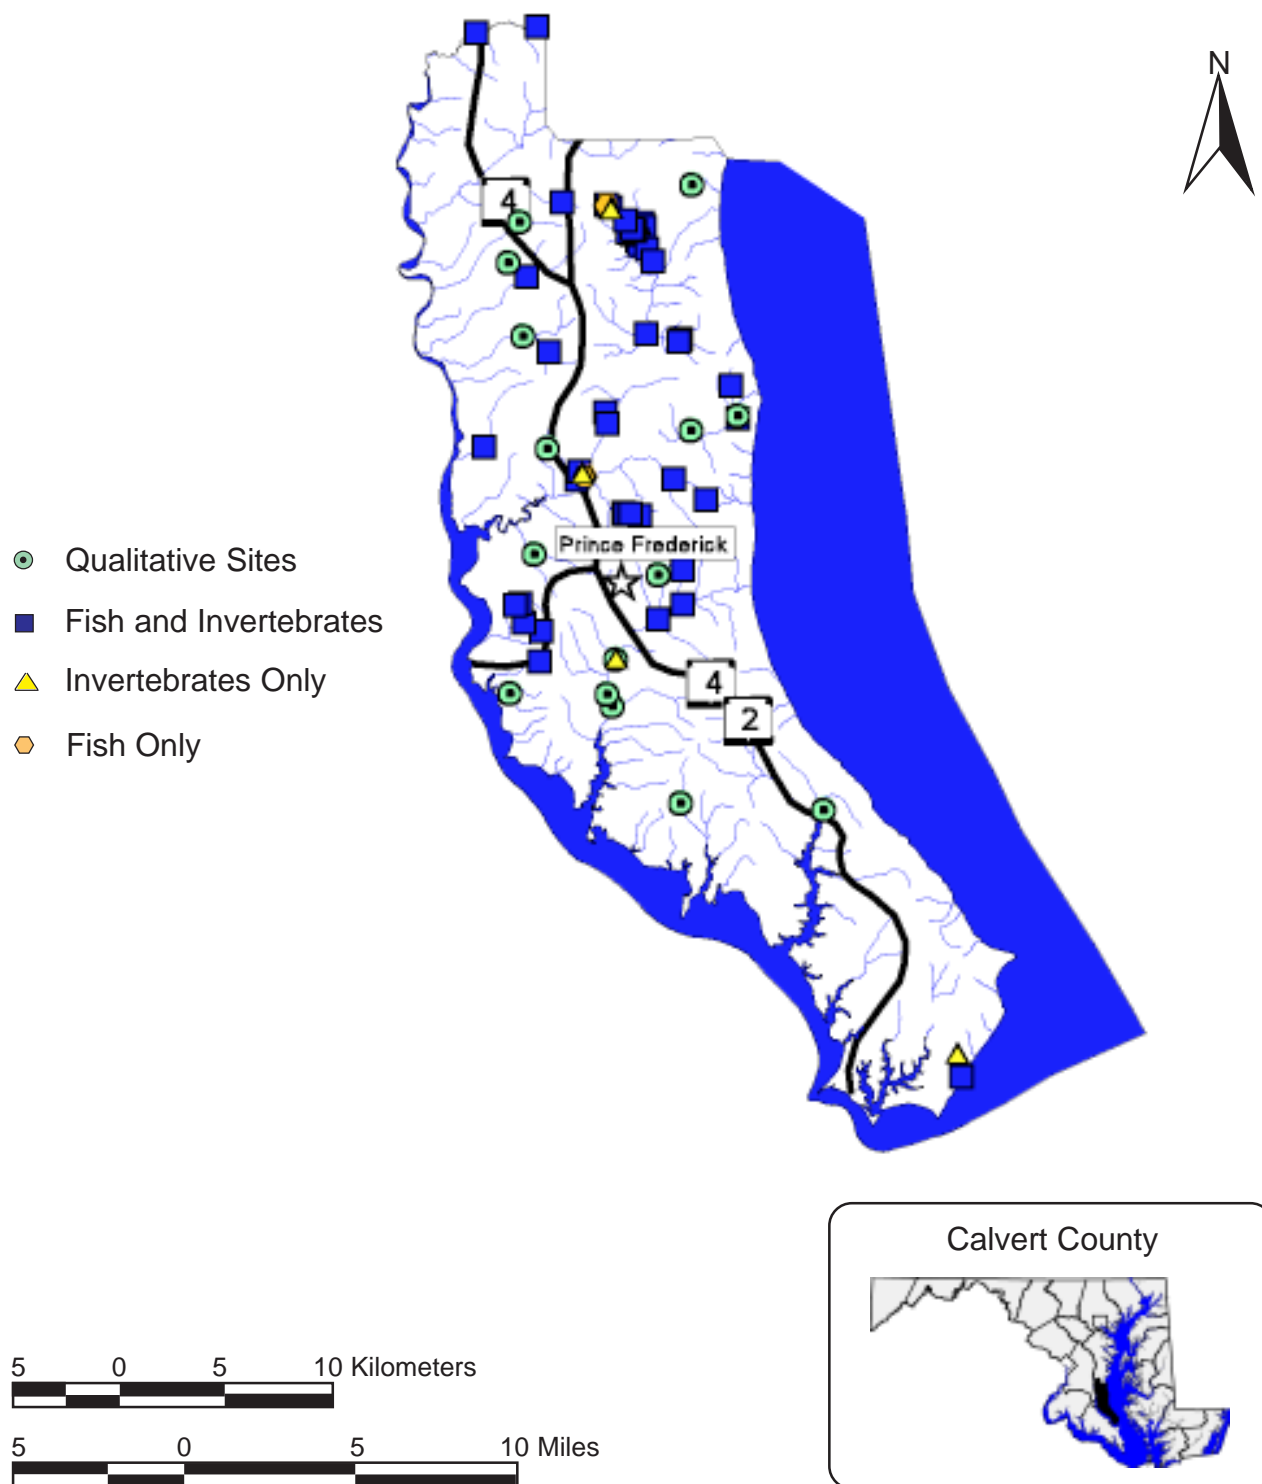 N
4
Prince Frederick
Qualitative Sites
Fish and Invertebrates
Invertebrates Only
Fish Only
4
2
Calvert County
5 0 5 10 Kilometers
5 0 5 10 Miles